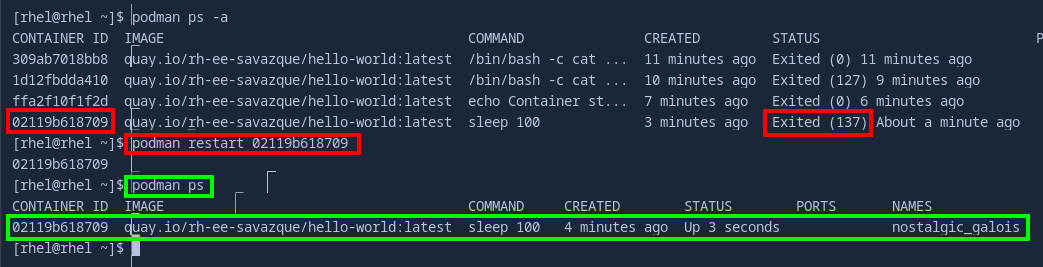 [rhel@rhel ~]$ podman ps -a
CONTAINER ID  IMAGE                                    COMMAND               CREATED         STATUS                               P
309ab7018bb8  quay.io/rh-ee-savazque/hello-world:latest  /bin/bash -c cat ...  11 minutes ago  Exited (0) 11 minutes ago
1d12fbdda410  quay.io/rh-ee-savazque/hello-world:latest  /bin/bash -c cat ...  10 minutes ago  Exited (127) 9 minutes ago
ffa2f10f1f2d  quay.io/rh-ee-savazque/hello-world:latest  echo Container st...  7 minutes ago  Exited (0) 6 minutes ago
02119b618709  quay.io/rh-ee-savazque/hello-world:latest  sleep 100  3 minutes ago  Exited (137) About a minute ago
[rhel@rhel ~]$ podman restart 02119b618709
02119b618709
[rhel@rhel ~]$ podman ps
CONTAINER ID  IMAGE  COMMAND  CREATED  STATUS  PORTS  NAMES
02119b618709  quay.io/rh-ee-savazque/hello-world:latest  sleep 100  4 minutes ago  Up 3 seconds  nostalgic_galois
[rhel@rhel ~]$